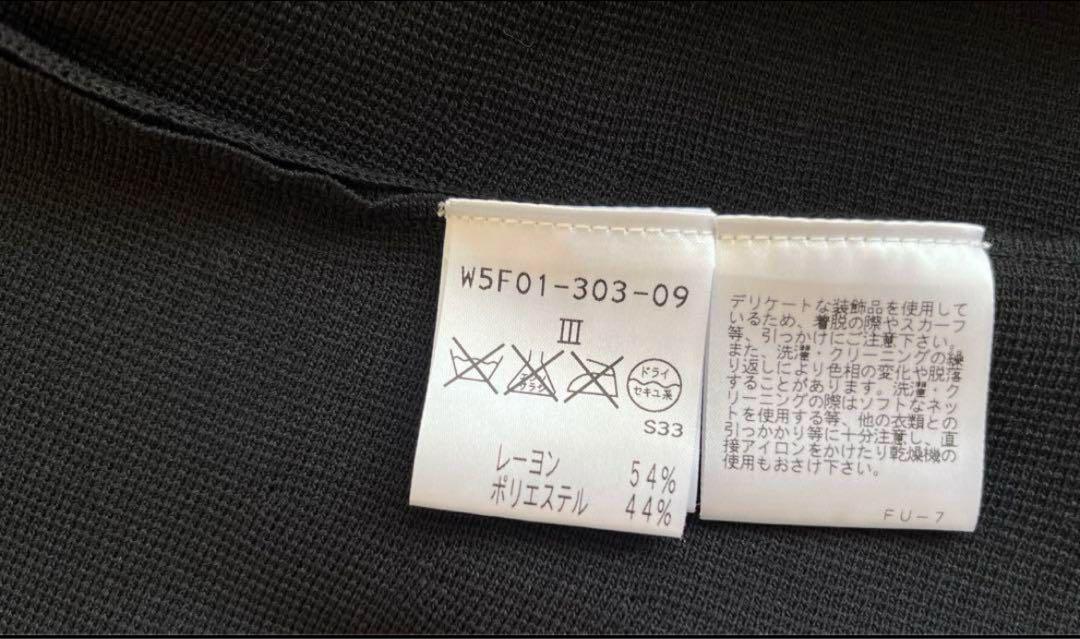 W5F01-303-09
III
エンソ
サラシ
ドライ
セキユ系
S33
レーヨン 54%
ポリエステル 44%
デリケートな装飾品を使用して
いるため、着脱の際やスカーフ
等、引っかけにご注意下さい。
また、洗濯・クリーニングの繰
り返しにより色相の変化や脱落
することがあります。洗濯・ク
リーニングの際はソフトなネッ
トを使用する等、他の衣類との
引っかかり等に十分注意し、直
接アイロンをかけたり乾燥機の
使用もおさけ下さい。
FU-7